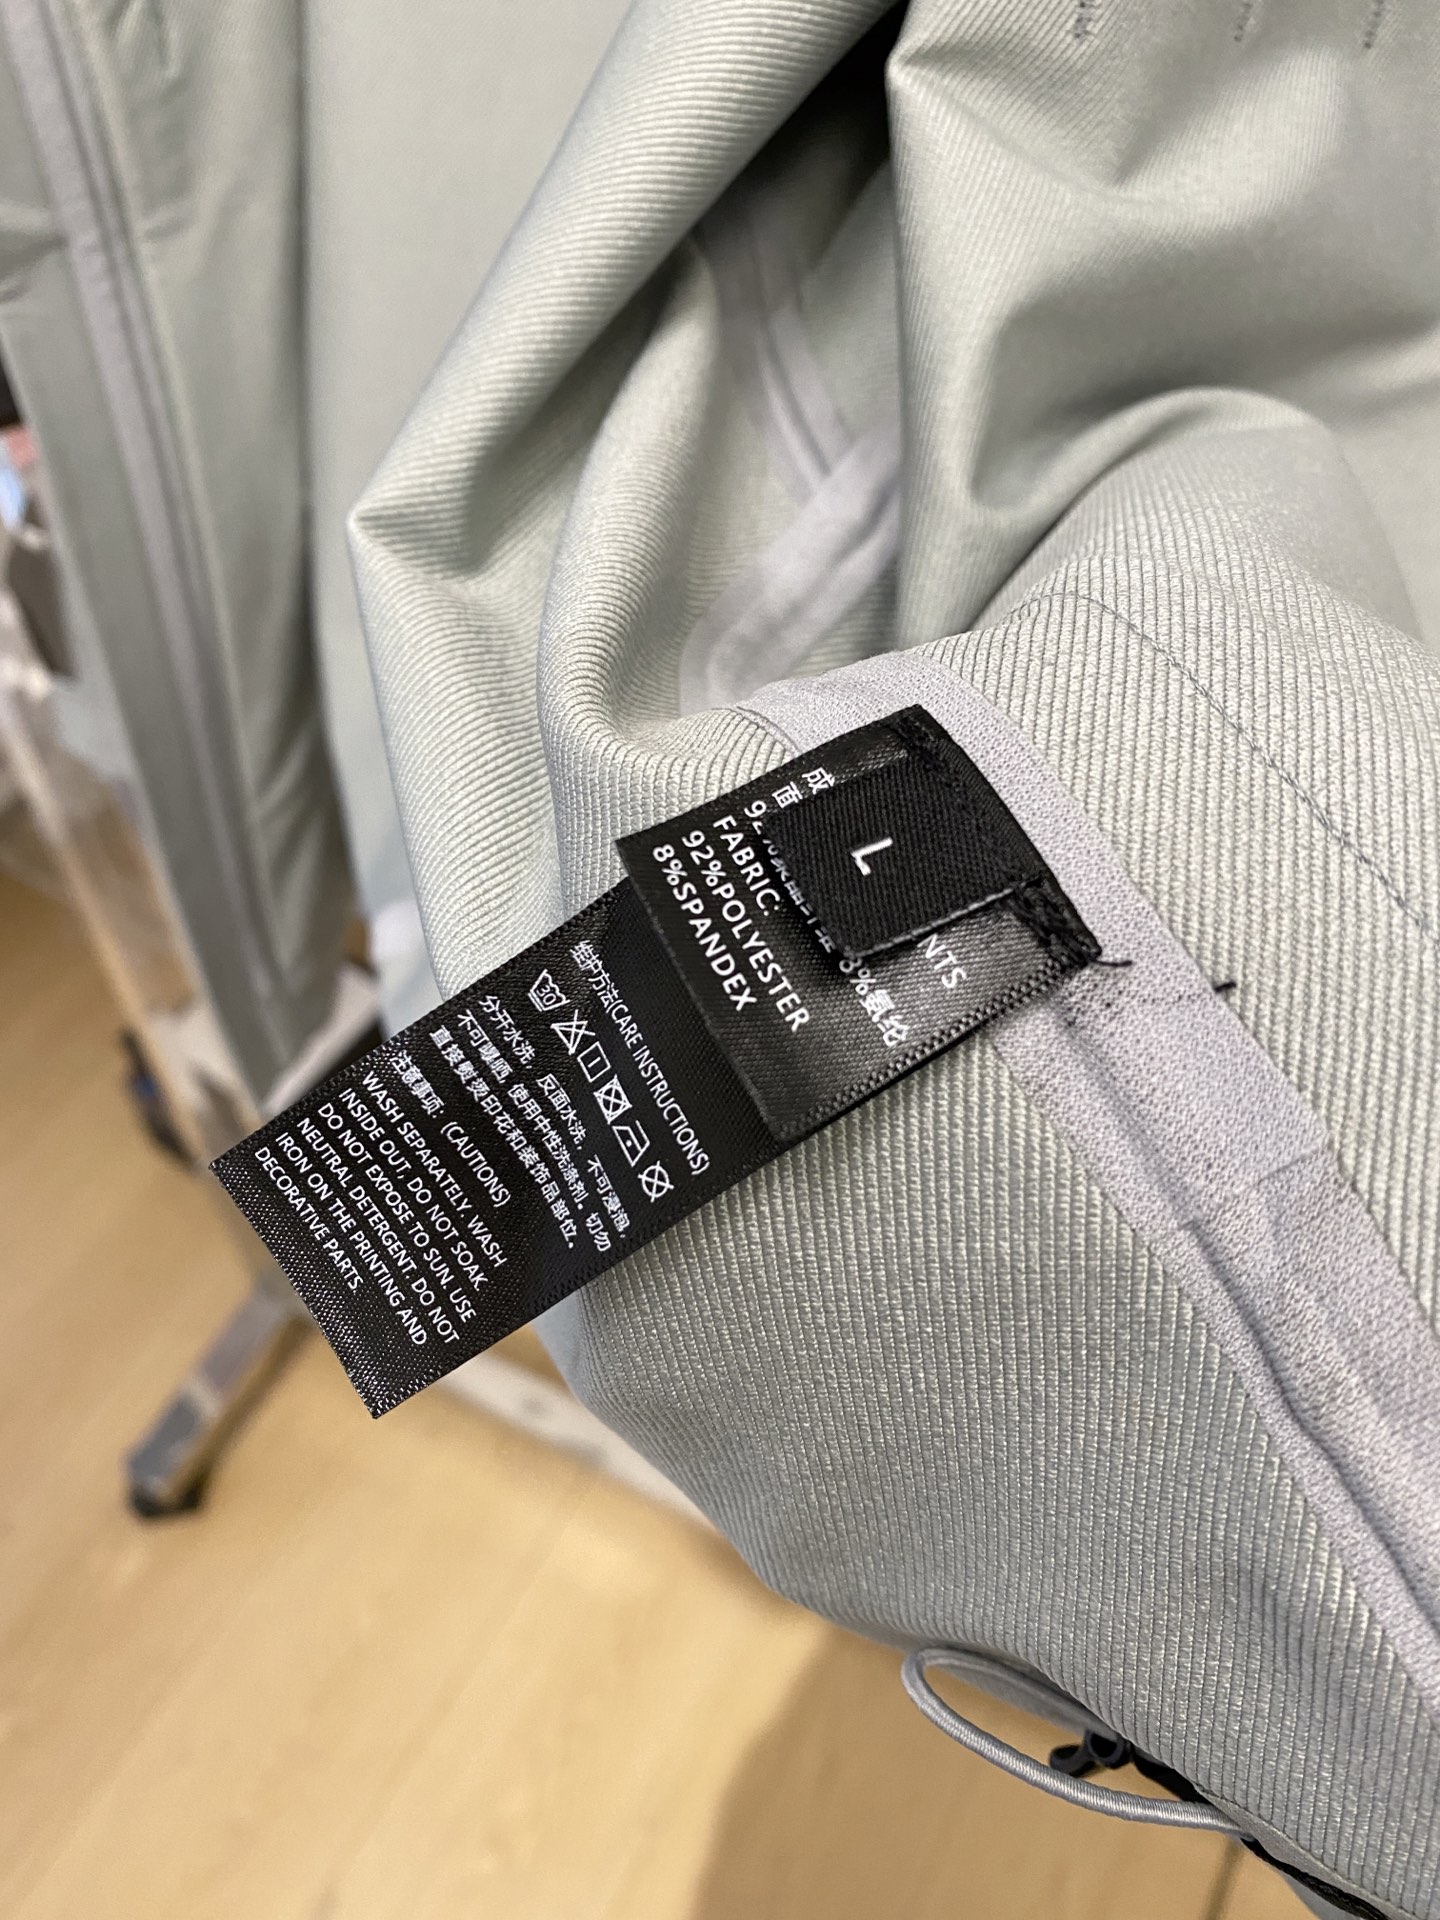 L
成
面
NTS
8%氨纶
FABRIC:
92%POLYESTER
8%SPANDEX
维护方法(CARE INSTRUCTIONS)
30
分开水洗，反面水洗，不可浸泡，
不可曝晒，使用中性洗涤剂。切勿
直接熨烫印花和装饰品部位。
注意事项：(CAUTIONS)
WASH SEPARATELY, WASH
INSIDE OUT, DO NOT SOAK.
DO NOT EXPOSE TO SUN. USE
NEUTRAL DETERGENT. DO NOT
IRON ON THE PRINTING AND
DECORATIVE PARTS.